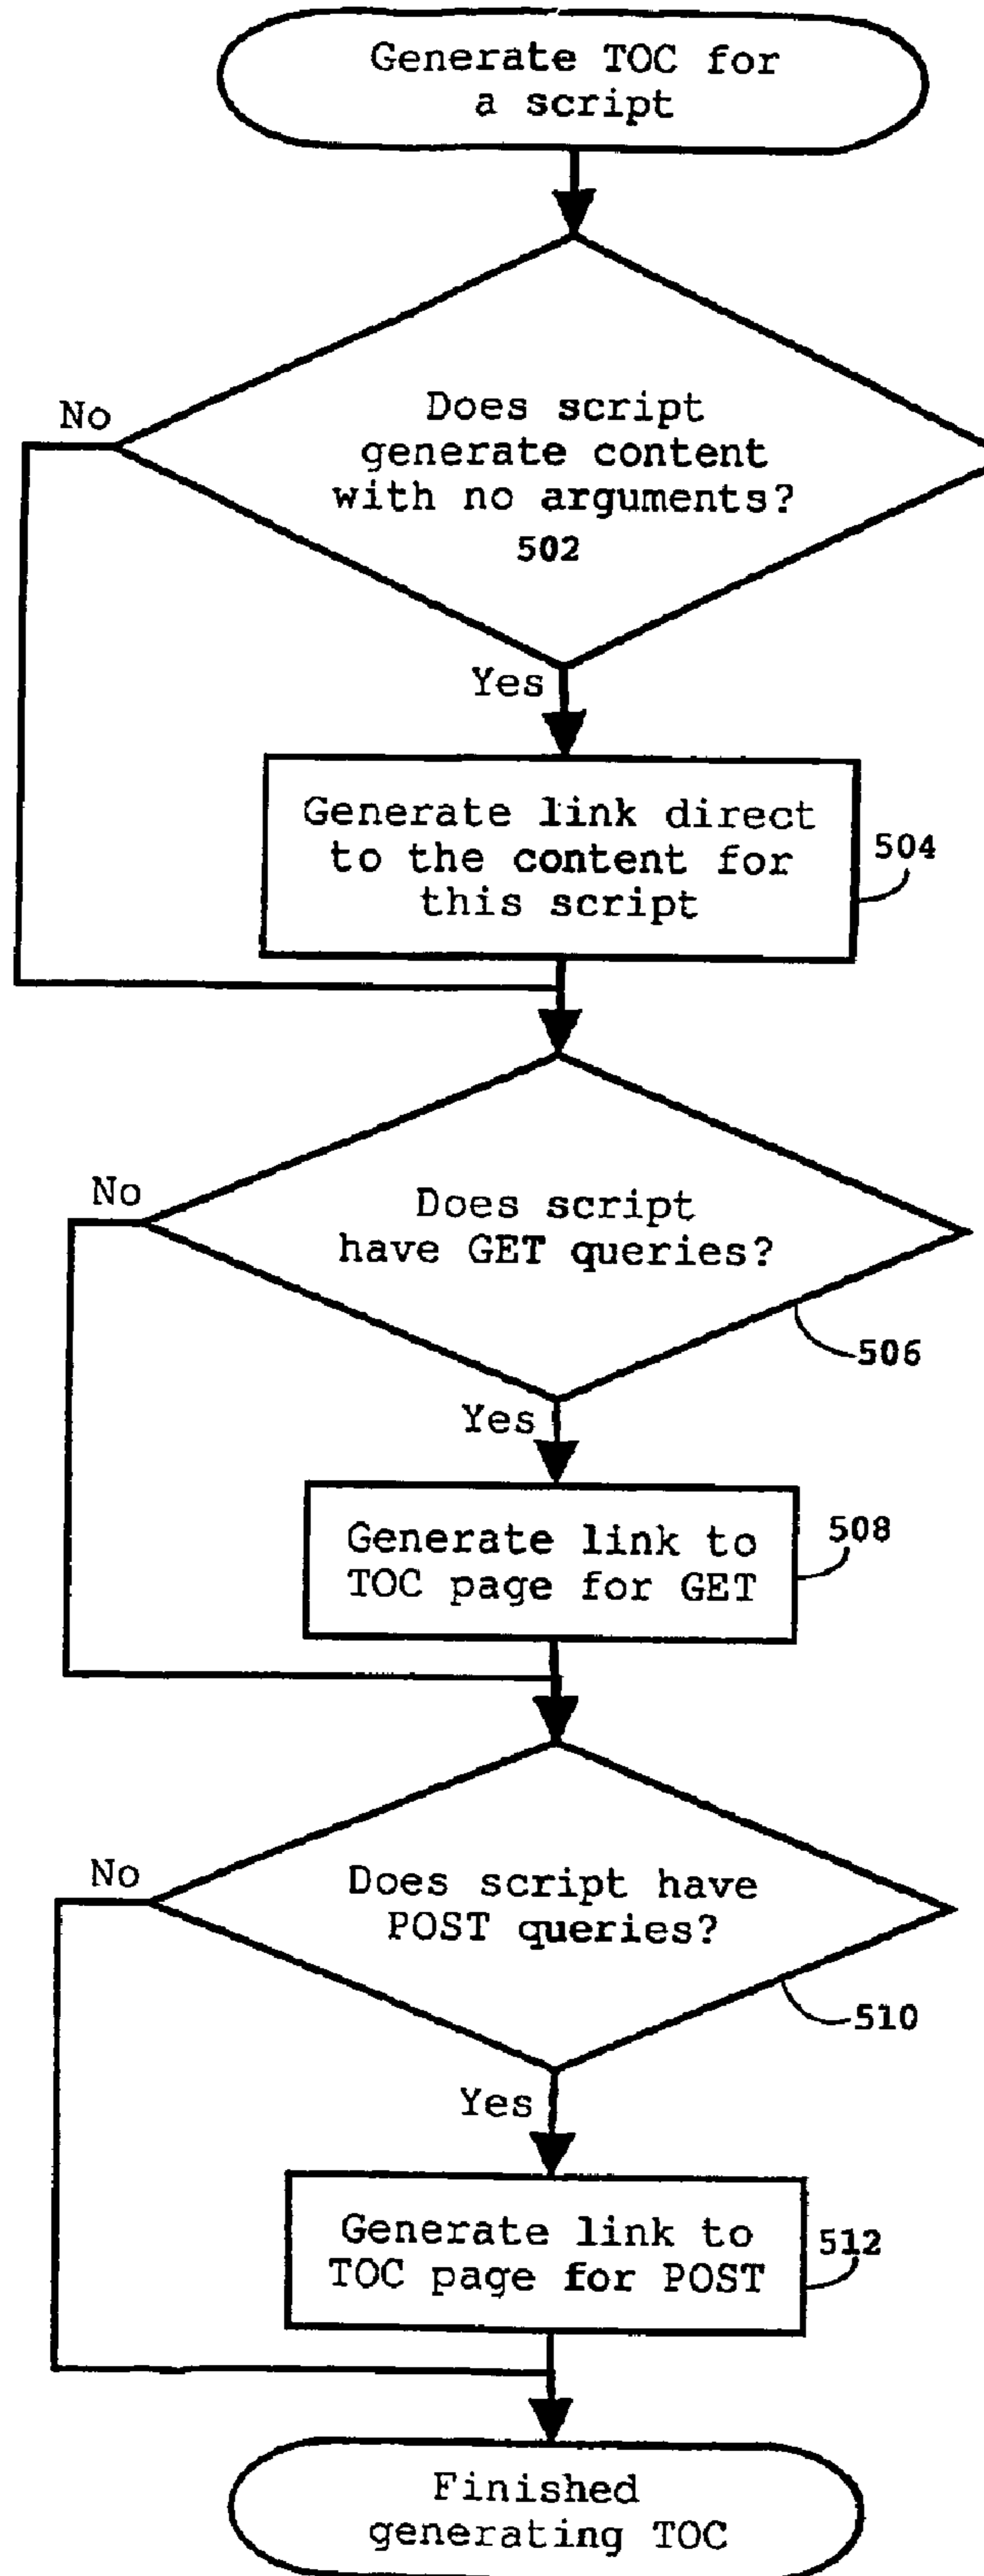 Generate TOC for
a script
No
Does script
generate content
with no arguments?
502
Yes
Generate link direct
to the content for
this script
504
No
Does script
have GET queries?
506
Yes
Generate link to
TOC page for GET
508
No
Does script have
POST queries?
510
Yes
Generate link to
TOC page for POST
512
Finished
generating TOC